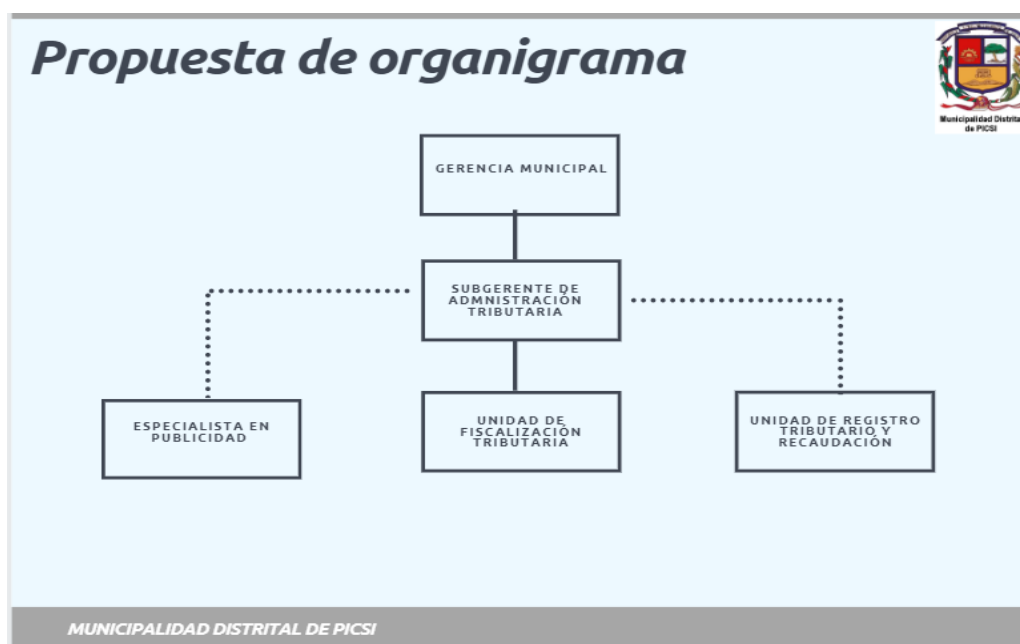 Propuesta de organigrama
Municipalidad Distrital
de PICSI
GERENCIA MUNICIPAL
SUBGERENTE DE
ADMNISTRACIÓN
TRIBUTARIA
ESPECIALISTA EN
PUBLICIDAD
UNIDAD DE
FISCALIZACIÓN
TRIBUTARIA
UNIDAD DE REGISTRO
TRIBUTARIO Y
RECAUDACIÓN
MUNICIPALIDAD DISTRITAL DE PICSI